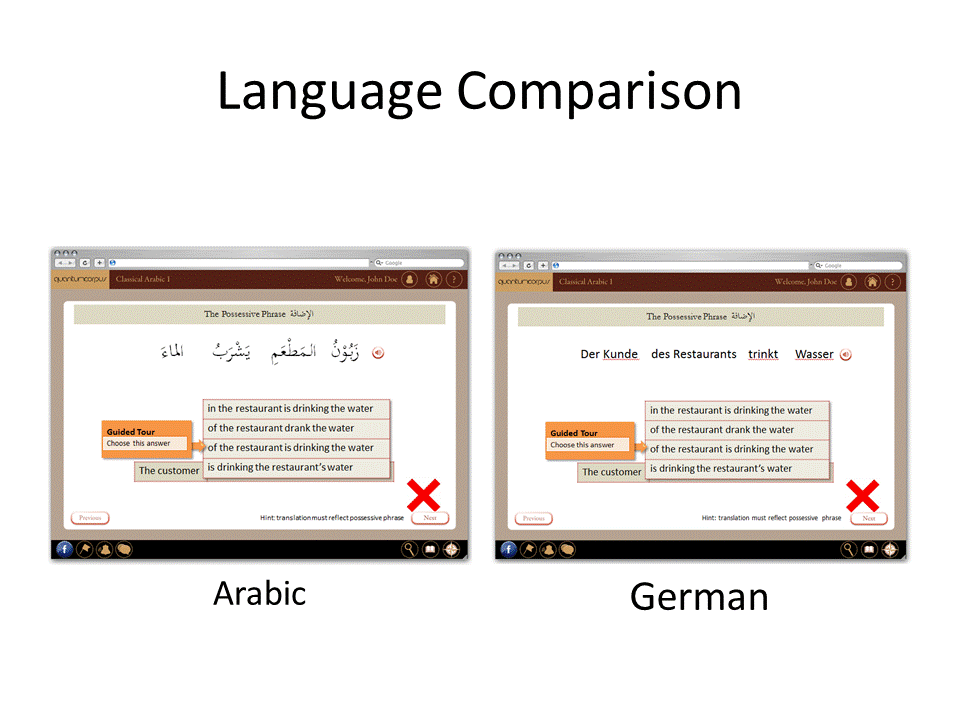 Language Comparison
Google
quantumcorpus Classical Arabic I Welcome, John Doe ?
The Possessive Phrase الإضافة
زَبُوْنُ المَطْعَمِ يَشْرَبُ الماءَ
in the restaurant is drinking the water
of the restaurant drank the water
of the restaurant is drinking the water
is drinking the restaurant's water
Guided Tour
Choose this answer
The customer
Hint: translation must reflect possessive phrase
Previous
Next
f
Arabic
Google
quantumcorpus Classical Arabic I Welcome, John Doe ?
The Possessive Phrase الإضافة
Der Kunde des Restaurants trinkt Wasser
in the restaurant is drinking the water
of the restaurant drank the water
of the restaurant is drinking the water
is drinking the restaurant's water
Guided Tour
Choose this answer
The customer
Hint: translation must reflect possessive phrase
Previous
Next
f
German